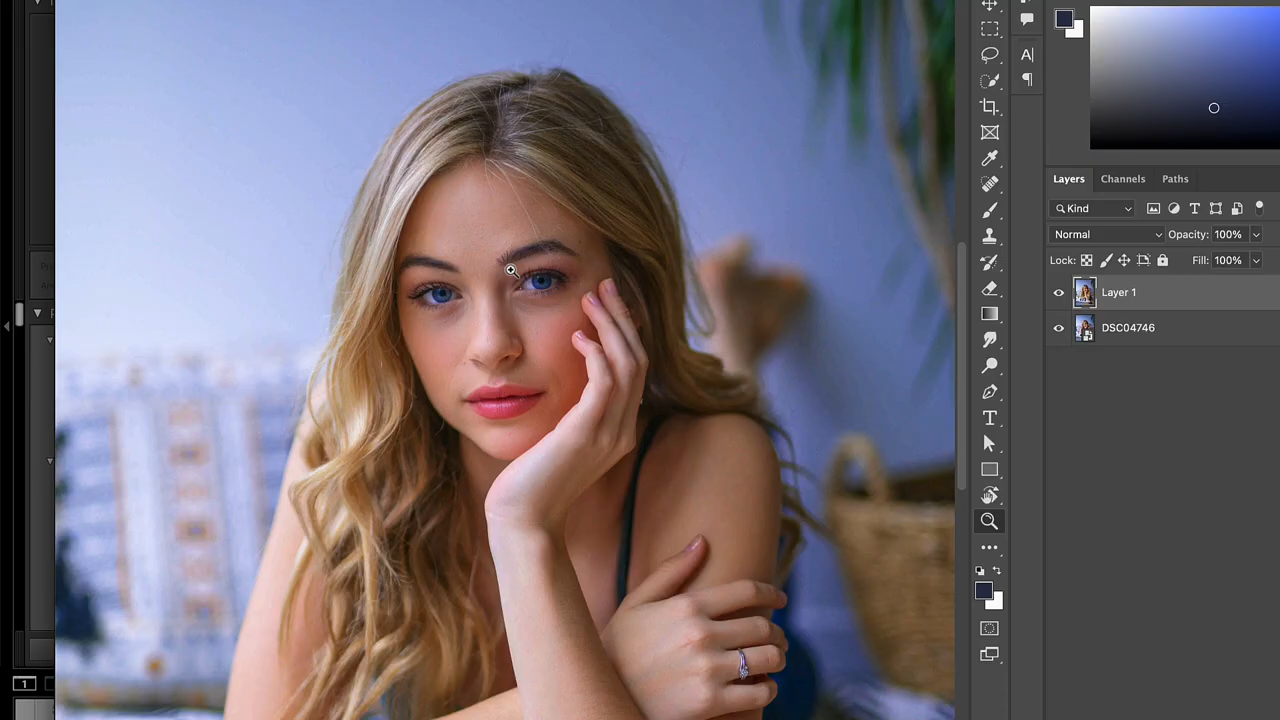 A|
¶
Layers Channels Paths
Kind
T
Normal Opacity: 100%
Lock: Fill: 100%
Layer 1
DSC04746
T
1